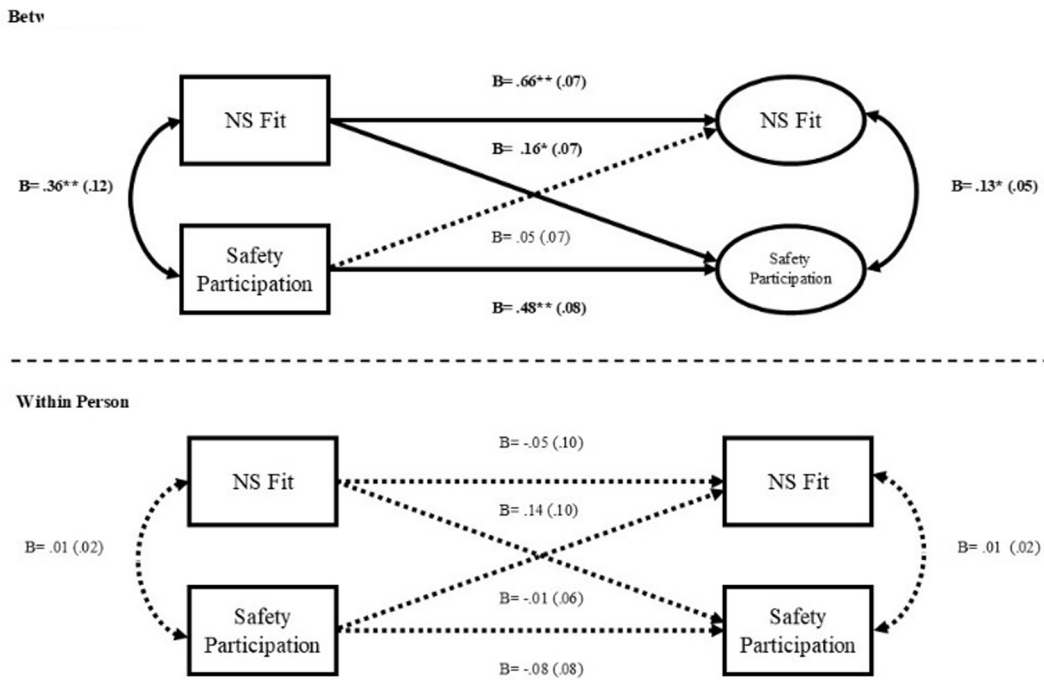 B= .66** (.07)
NS Fit
NS Fit
B= .16* (.07)
B= .36** (.12)
B= .13* (.05)
B= .05 (.07)
Safety
Participation
Safety
Participation
B= .48** (.08)
Within Person
B= -.05 (.10)
NS Fit
NS Fit
B= .14 (.10)
B= .01 (.02)
B= .01 (.02)
B= -.01 (.06)
Safety
Participation
Safety
Participation
B= -.08 (.08)